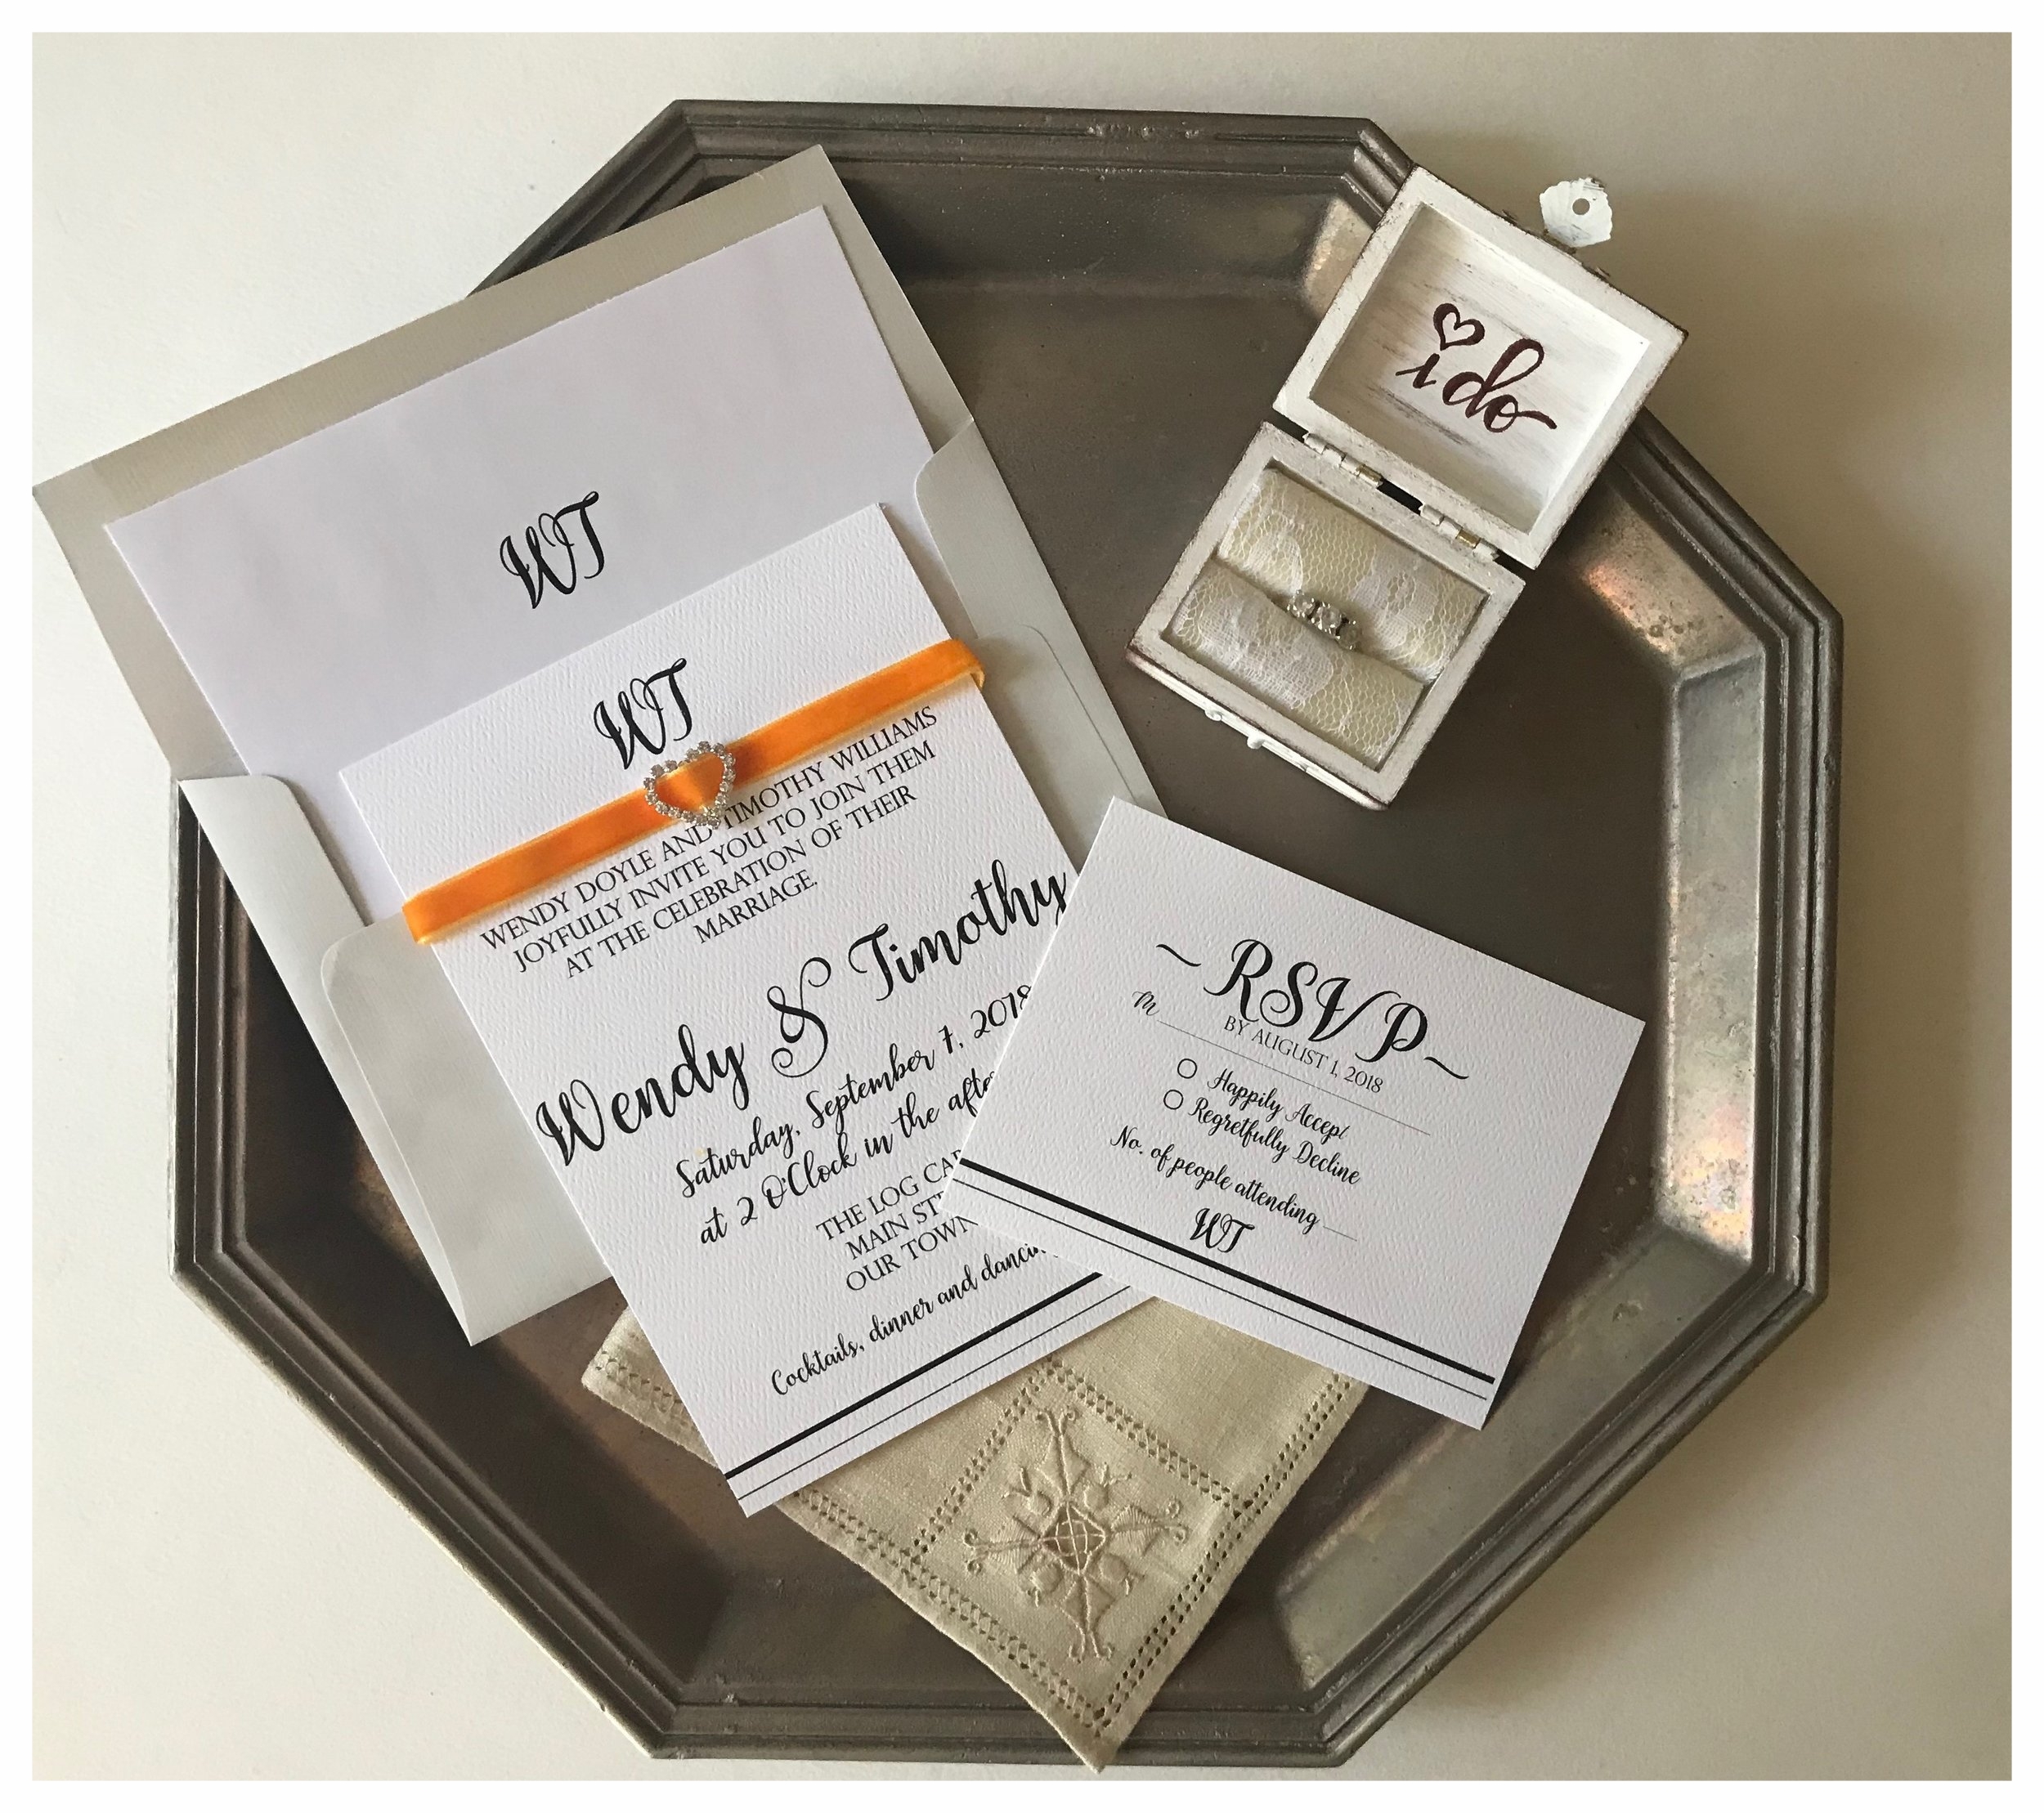 WT
WT
WENDY DOYLE AND TIMOTHY WILLIAMS
JOYFULLY INVITE YOU TO JOIN THEM
AT THE CELEBRATION OF THEIR
MARRIAGE.
Wendy & Timothy
Saturday, September 7, 2018
at 2 O'Clock in the
THE LOG
MAIN
OUR TOWN
Cocktails, dinner and
i do
~RSVP~
BY AUGUST 1, 2018
M
Happily Accept
Regretfully Decline
No. of people attending
WT